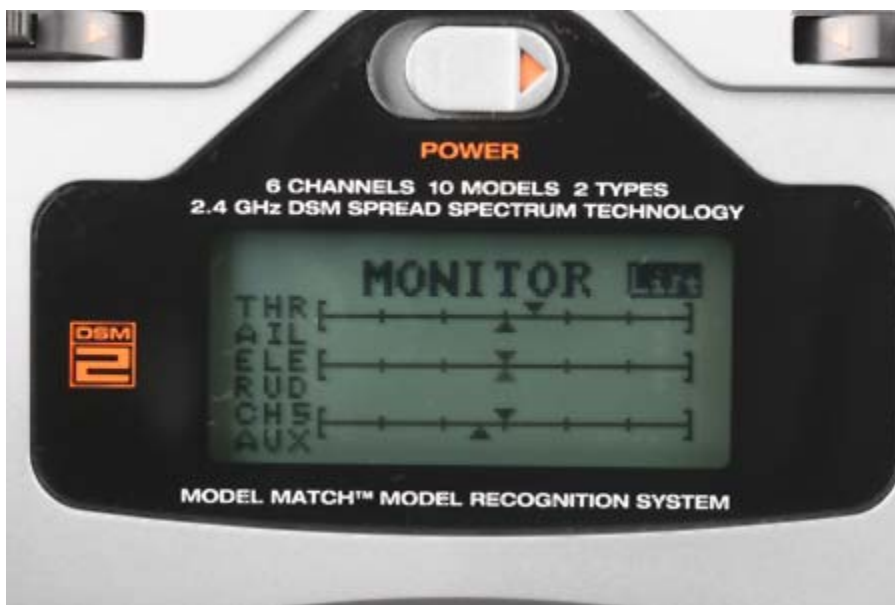 POWER
6 CHANNELS 10 MODELS 2 TYPES
2.4 GHz DSM SPREAD SPECTRUM TECHNOLOGY
MONITOR
THR
AIL
DSM
2
ELE
RUD
CH5
AUX
MODEL MATCH™ MODEL RECOGNITION SYSTEM